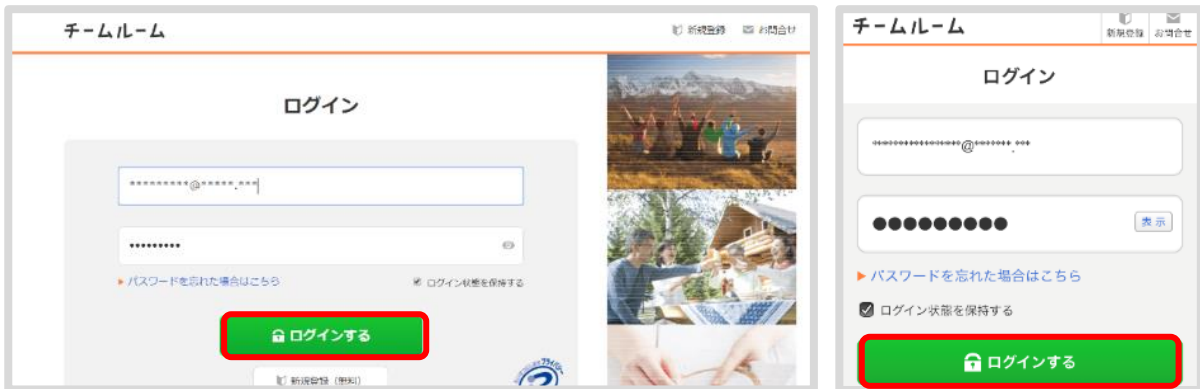 チームルーム
新規登録 お問合せ
ログイン
*********@*****.***
•••••••••
パスワードを忘れた場合はこちら
ログイン状態を保持する
ログインする
新規登録（無料）
チームルーム
新規登録 お問合せ
ログイン
*****************@*******.***
●●●●●●●●●
表示
パスワードを忘れた場合はこちら
ログイン状態を保持する
ログインする